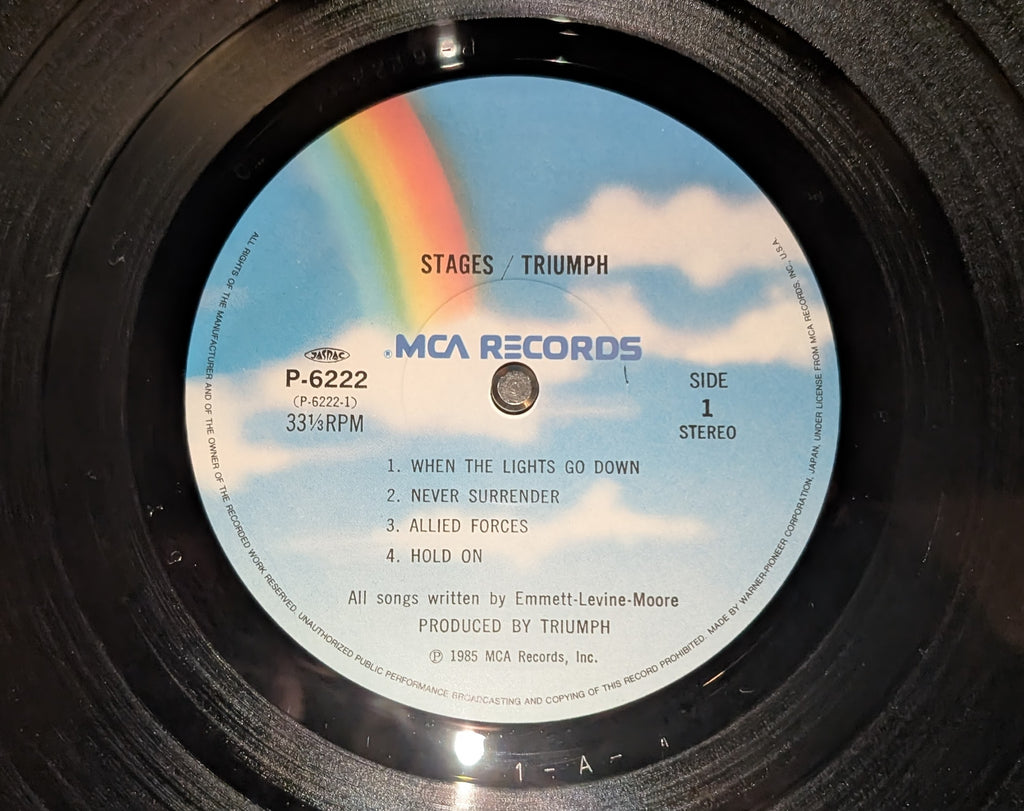 STAGES / TRIUMPH
® MCA RECORDS
JASRAC
P-6222
(P-6222-1)
33⅓RPM
SIDE
1
STEREO
1. WHEN THE LIGHTS GO DOWN
2. NEVER SURRENDER
3. ALLIED FORCES
4. HOLD ON
All songs written by Emmett-Levine-Moore
PRODUCED BY TRIUMPH
Ⓟ 1985 MCA Records, Inc.
ALL RIGHTS OF THE MANUFACTURER AND OF THE OWNER OF THE RECORDED WORK RESERVED. UNAUTHORIZED PUBLIC PERFORMANCE BROADCASTING AND COPYING OF THIS RECORD PROHIBITED. MADE BY WARNER-PIONEER CORPORATION, JAPAN, UNDER LICENSE FROM MCA RECORDS, INC., U.S.A
1-A-